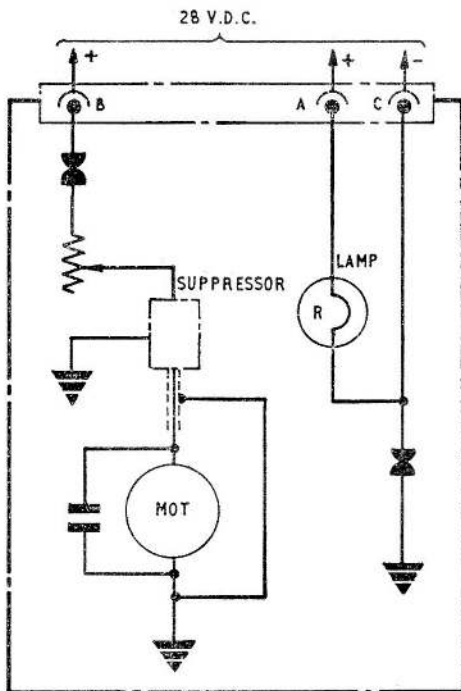 28 V.D.C.
+ + -
B A C
LAMP
SUPPRESSOR
R
MOT